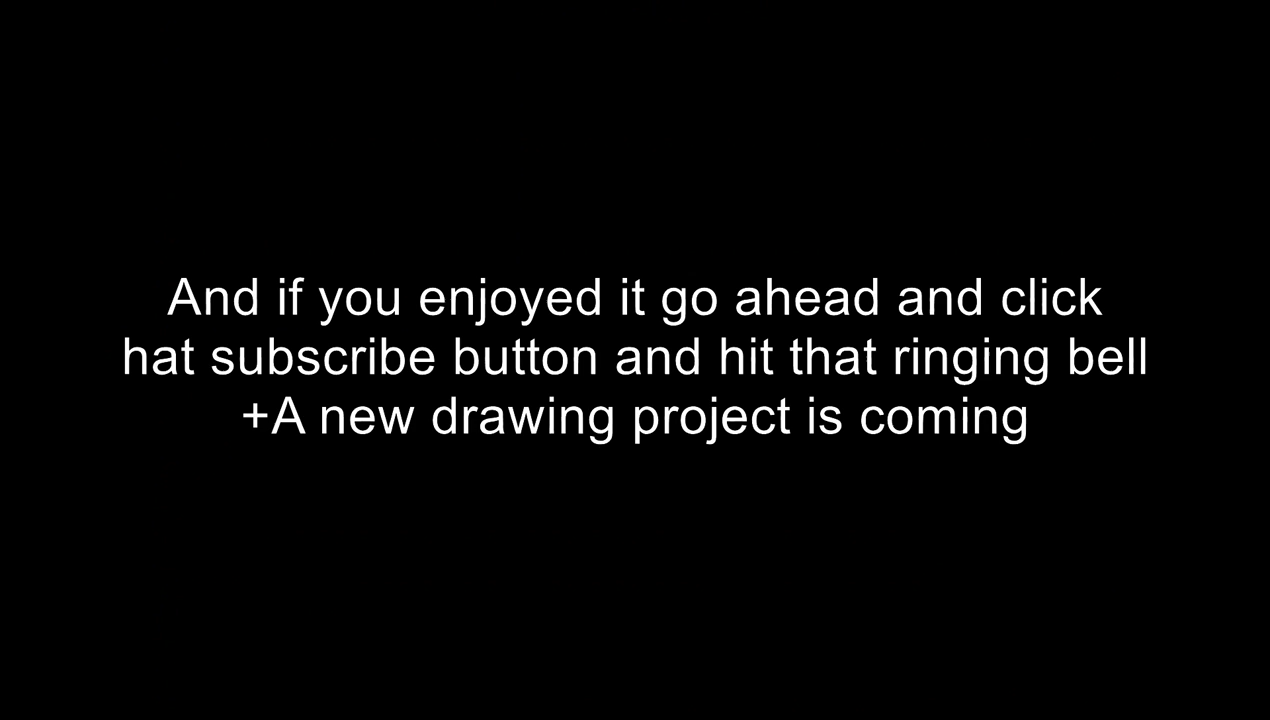 And if you enjoyed it go ahead and click
hat subscribe button and hit that ringing bell
+A new drawing project is coming